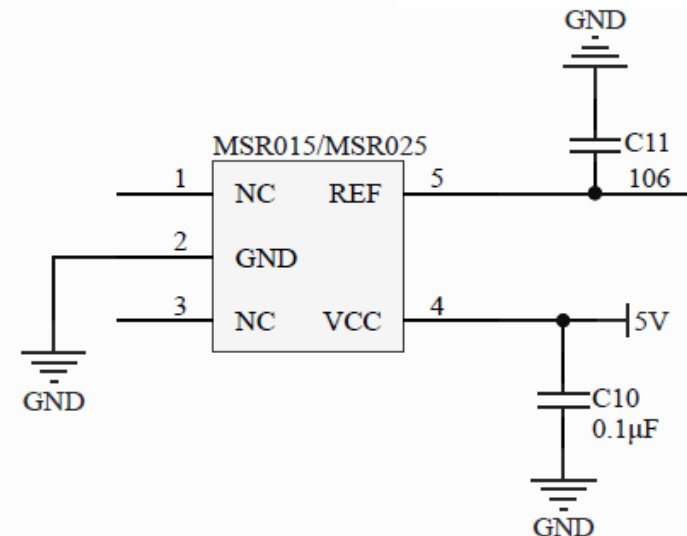 GND
MSR015/MSR025
C11
1
NC
REF
5
106
2
GND
3
NC
VCC
4
5V
GND
C10
0.1µF
GND